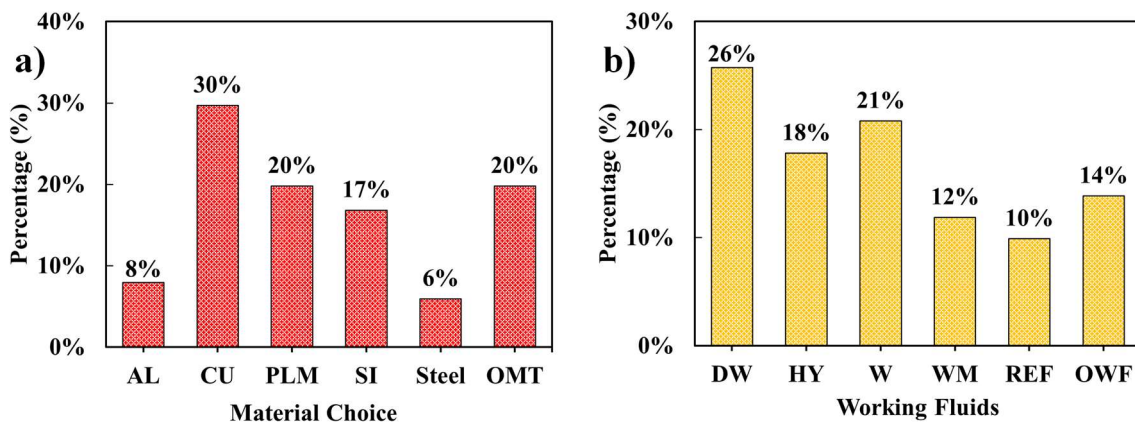 a)
Percentage (%)
40%
30%
20%
10%
0%
8%
30%
20%
17%
6%
20%
AL CU PLM SI Steel OMT
Material Choice
b)
Percentage (%)
30%
20%
10%
0%
26%
18%
21%
12%
10%
14%
DW HY W WM REF OWF
Working Fluids